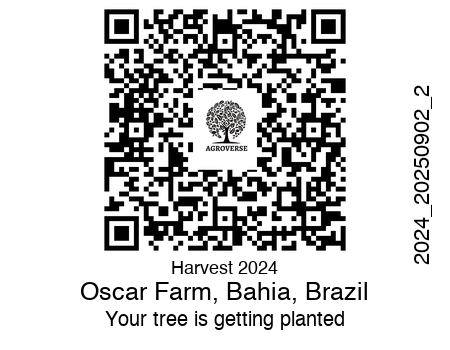 AGROVERSE
2024_20250902_2
Harvest 2024
Oscar Farm, Bahia, Brazil
Your tree is getting planted